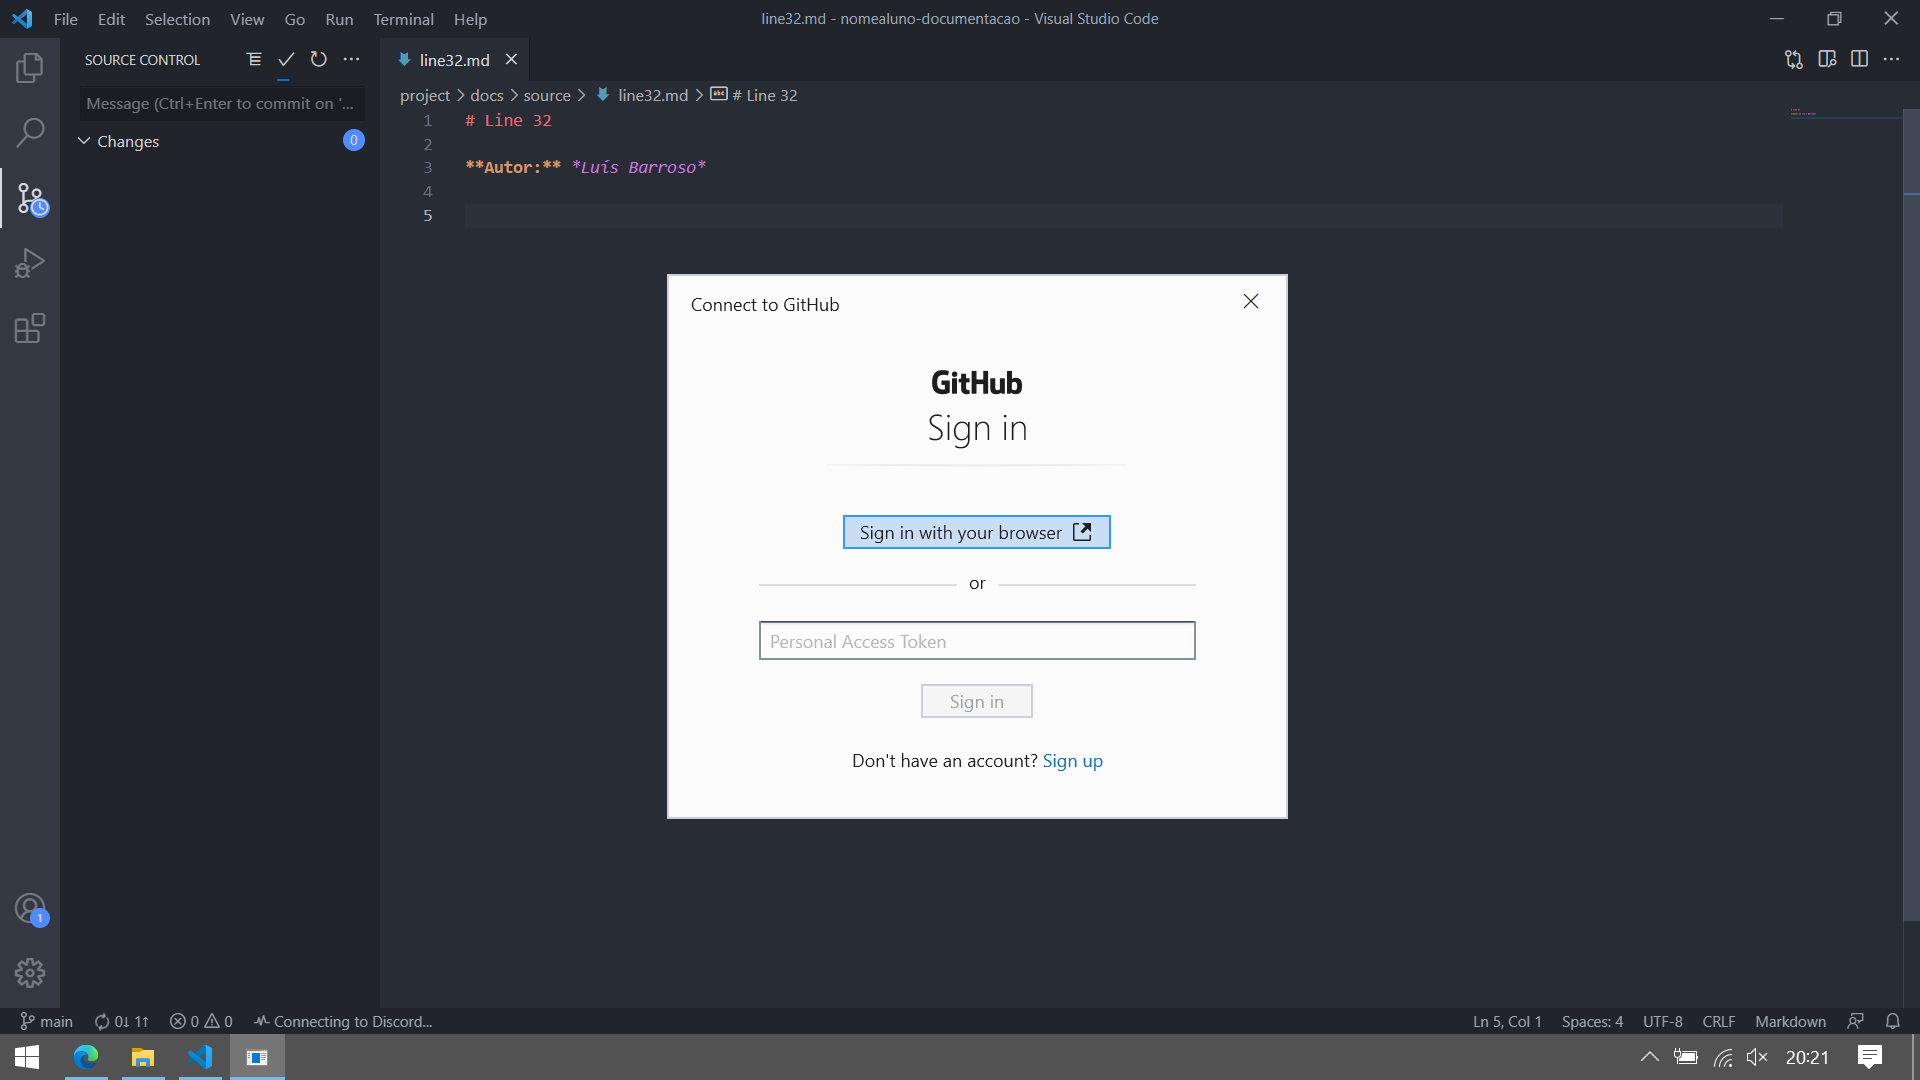 File Edit Selection View Go Run Terminal Help
line32.md - nomealuno-documentacao - Visual Studio Code
SOURCE CONTROL
line32.md
Message (Ctrl+Enter to commit on '...
project > docs > source > line32.md > # Line 32
Changes 0
1 # Line 32
2
3 **Autor:** *Luís Barroso*
4
5
Connect to GitHub
GitHub
Sign in
Sign in with your browser
or
Personal Access Token
Sign in
Don't have an account? Sign up
1
main 0↓ 1↑ 0 0 Connecting to Discord...
Ln 5, Col 1 Spaces: 4 UTF-8 CRLF Markdown
20:21